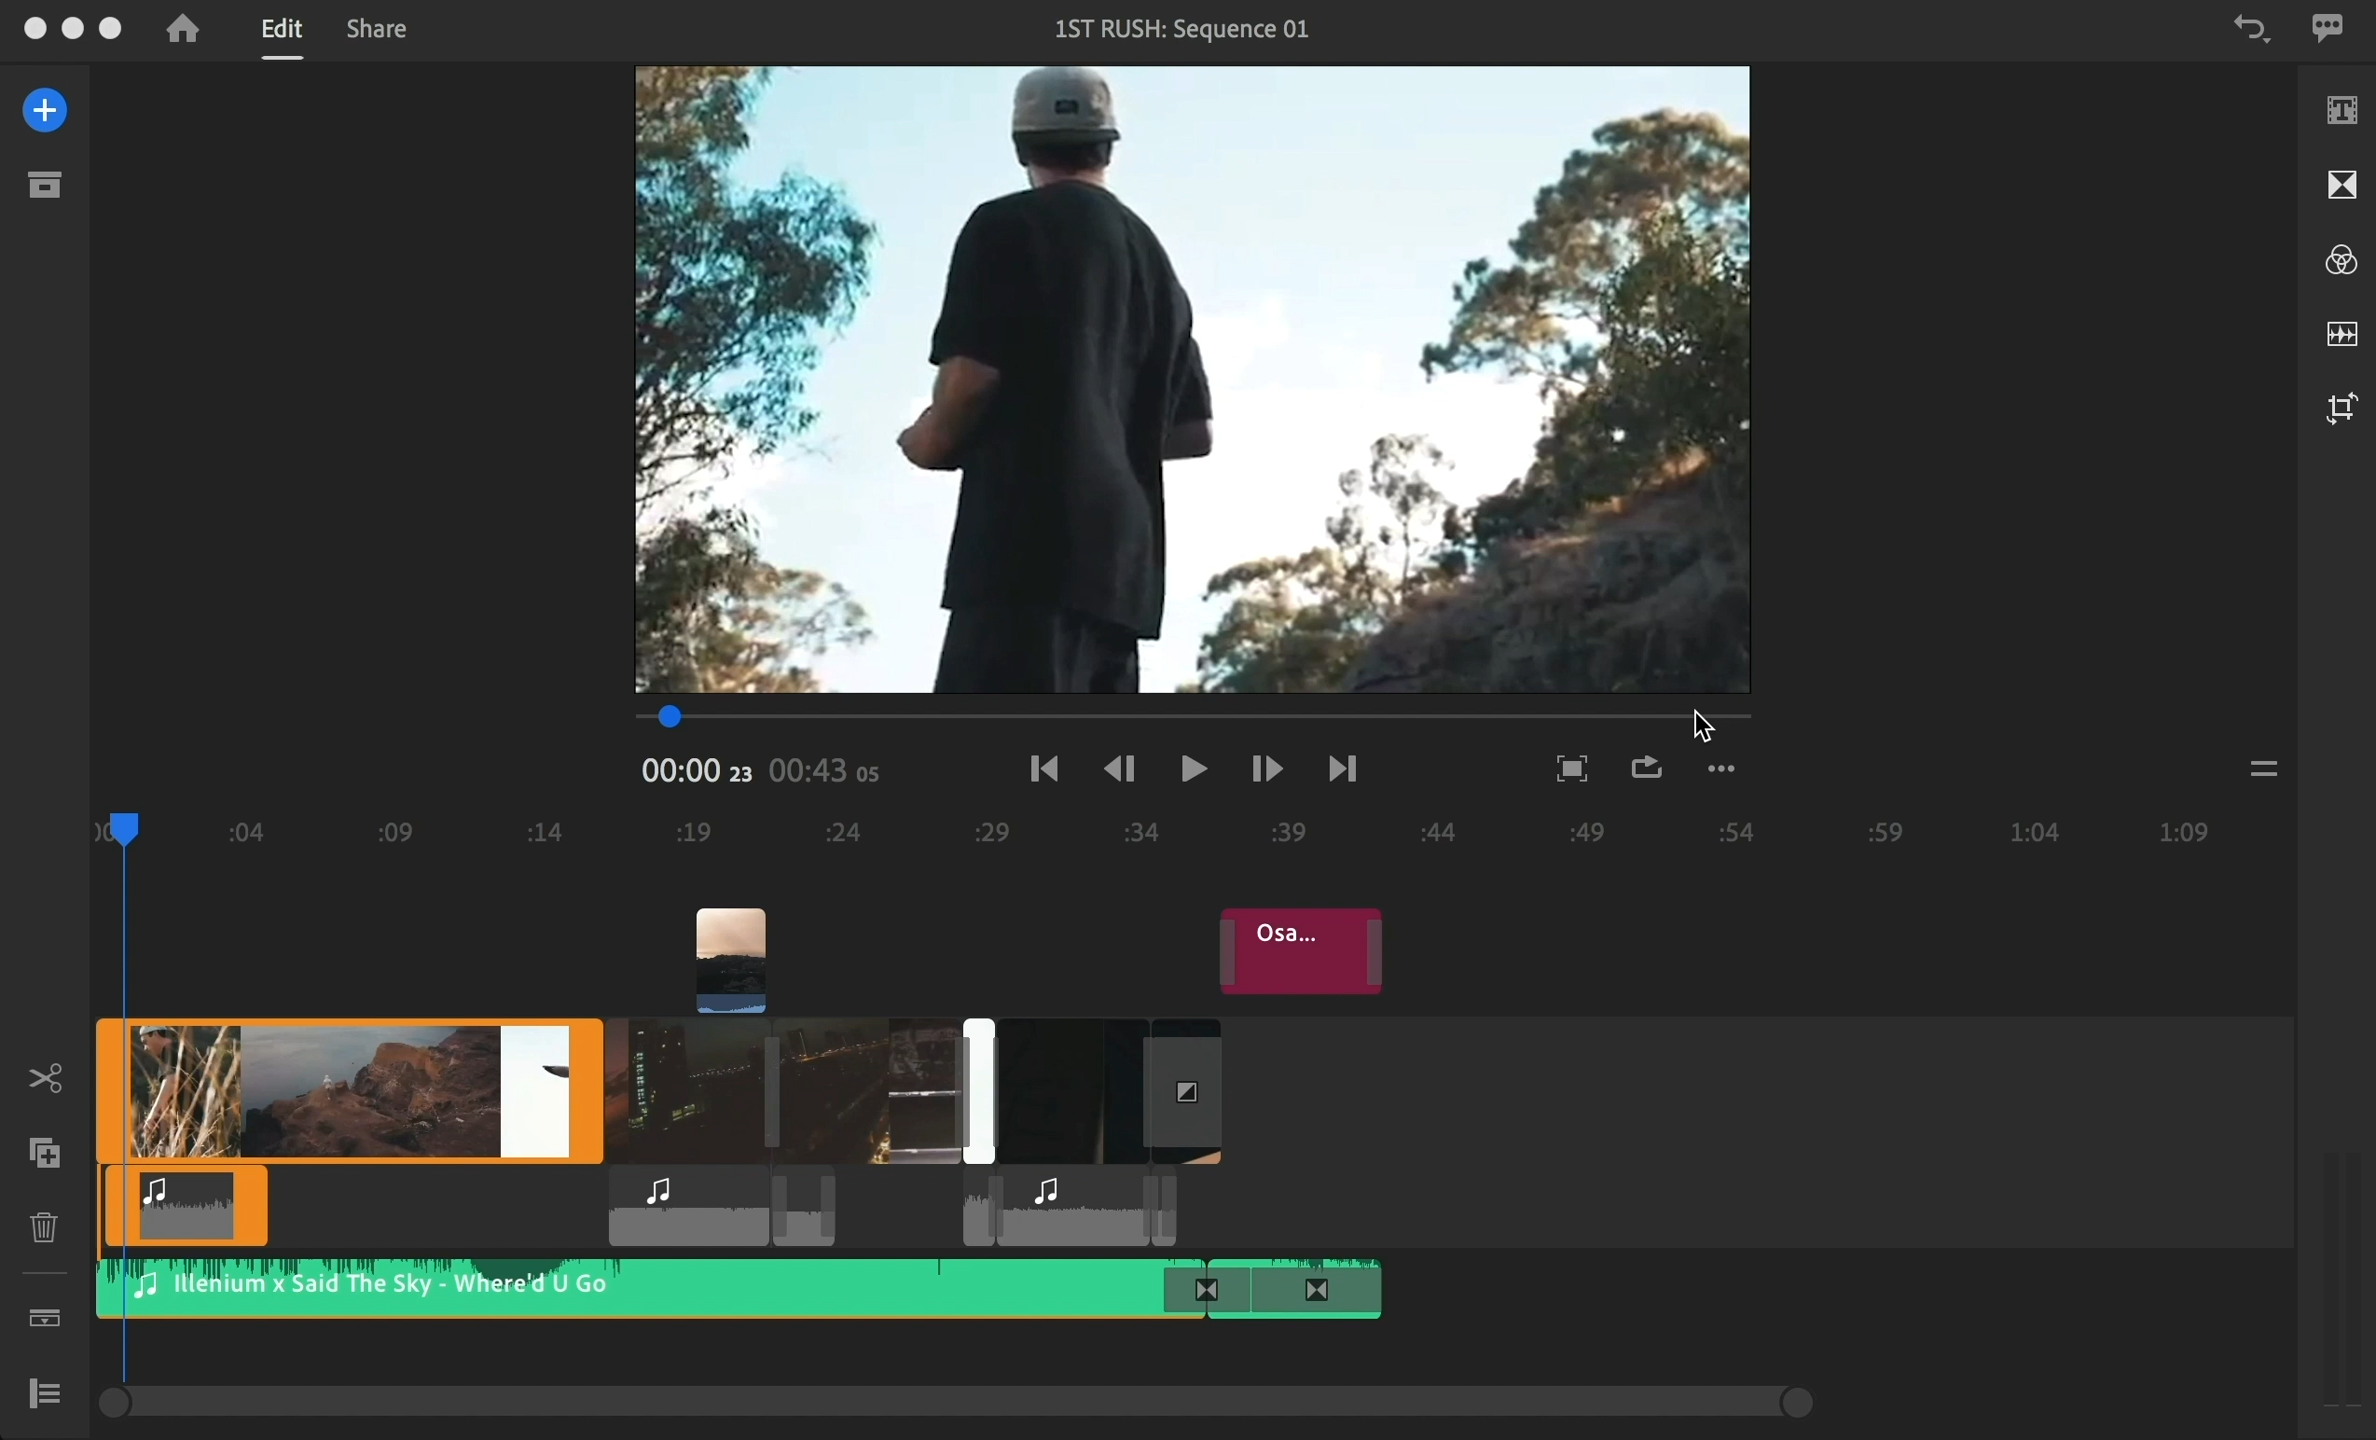 Edit Share 1ST RUSH: Sequence 01
00:00 23 00:43 05
:04 :09 :14 :19 :24 :29 :34 :39 :44 :49 :54 :59 1:04 1:09
Osa...
Illenium x Said The Sky - Where'd U Go